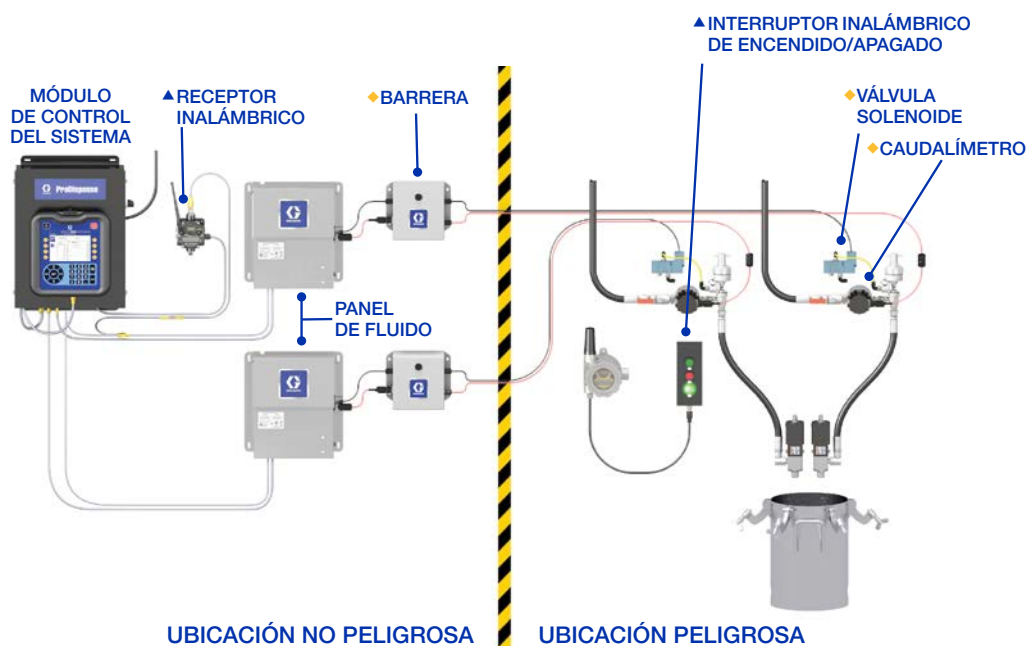 ▲INTERRUPTOR INALÁMBRICO
DE ENCENDIDO/APAGADO
MÓDULO
DE CONTROL
DEL SISTEMA
▲RECEPTOR
INALÁMBRICO
◆BARRERA
◆VÁLVULA
SOLENOIDE
◆CAUDALÍMETRO
ProDispense
PANEL
DE FLUIDO
UBICACIÓN NO PELIGROSA
UBICACIÓN PELIGROSA